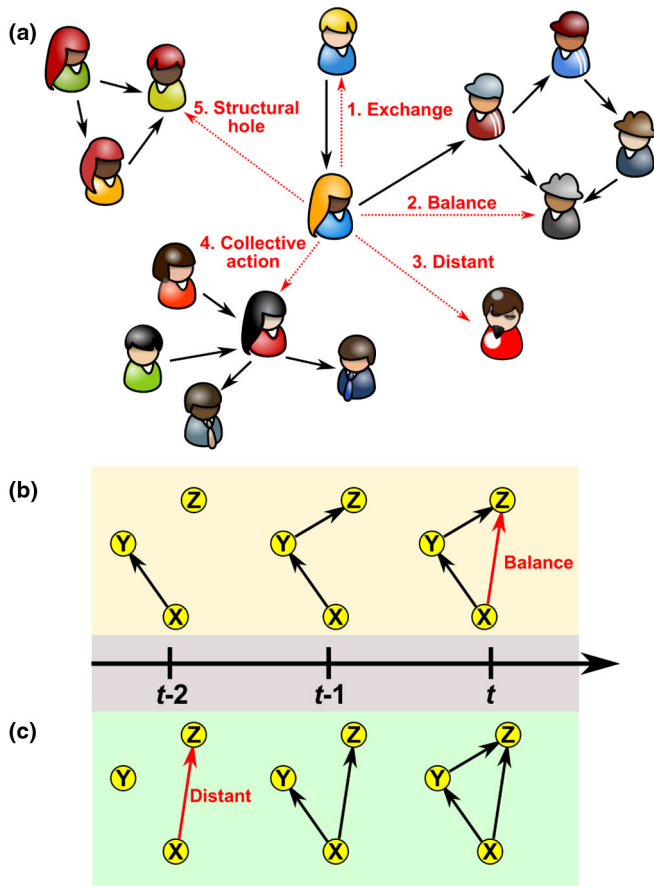 (a)
5. Structural
hole
1. Exchange
2. Balance
4. Collective
action
3. Distant
(b)
Z
Z
Z
Y
Y
Y
Balance
X
X
X
t-2
t-1
t
(c)
Z
Z
Z
Y
Y
Y
Distant
X
X
X